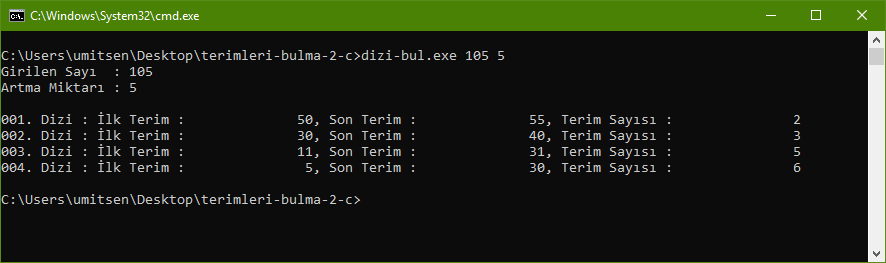 C:\Windows\System32\cmd.exe
C:\Users\umitsen\Desktop\terimleri-bulma-2-c>dizi-bul.exe 105 5
Girilen Sayı  : 105
Artma Miktarı : 5
001. Dizi : İlk Terim :              50, Son Terim :              55, Terim Sayısı :               2
002. Dizi : İlk Terim :              30, Son Terim :              40, Terim Sayısı :               3
003. Dizi : İlk Terim :              11, Son Terim :              31, Terim Sayısı :               5
004. Dizi : İlk Terim :               5, Son Terim :              30, Terim Sayısı :               6
C:\Users\umitsen\Desktop\terimleri-bulma-2-c>